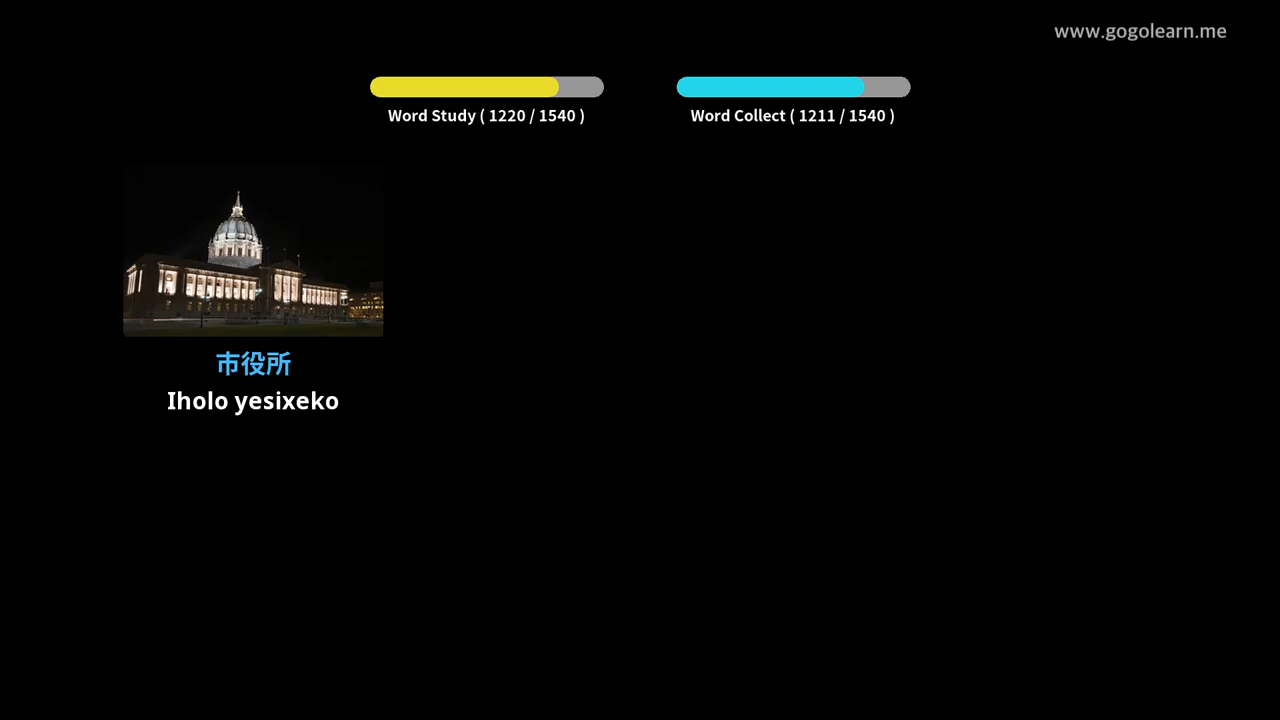 www.gogolearn.me
Word Study ( 1220 / 1540 )
Word Collect ( 1211 / 1540 )
市役所
Iholo yesixeko